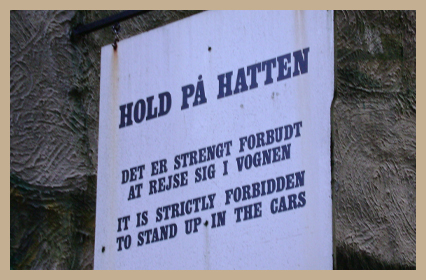 HOLD PÅ HATTEN
DET ER STRENGT FORBUDT
AT REJSE SIG I VOGNEN
IT IS STRICTLY FORBIDDEN
TO STAND UP IN THE CARS